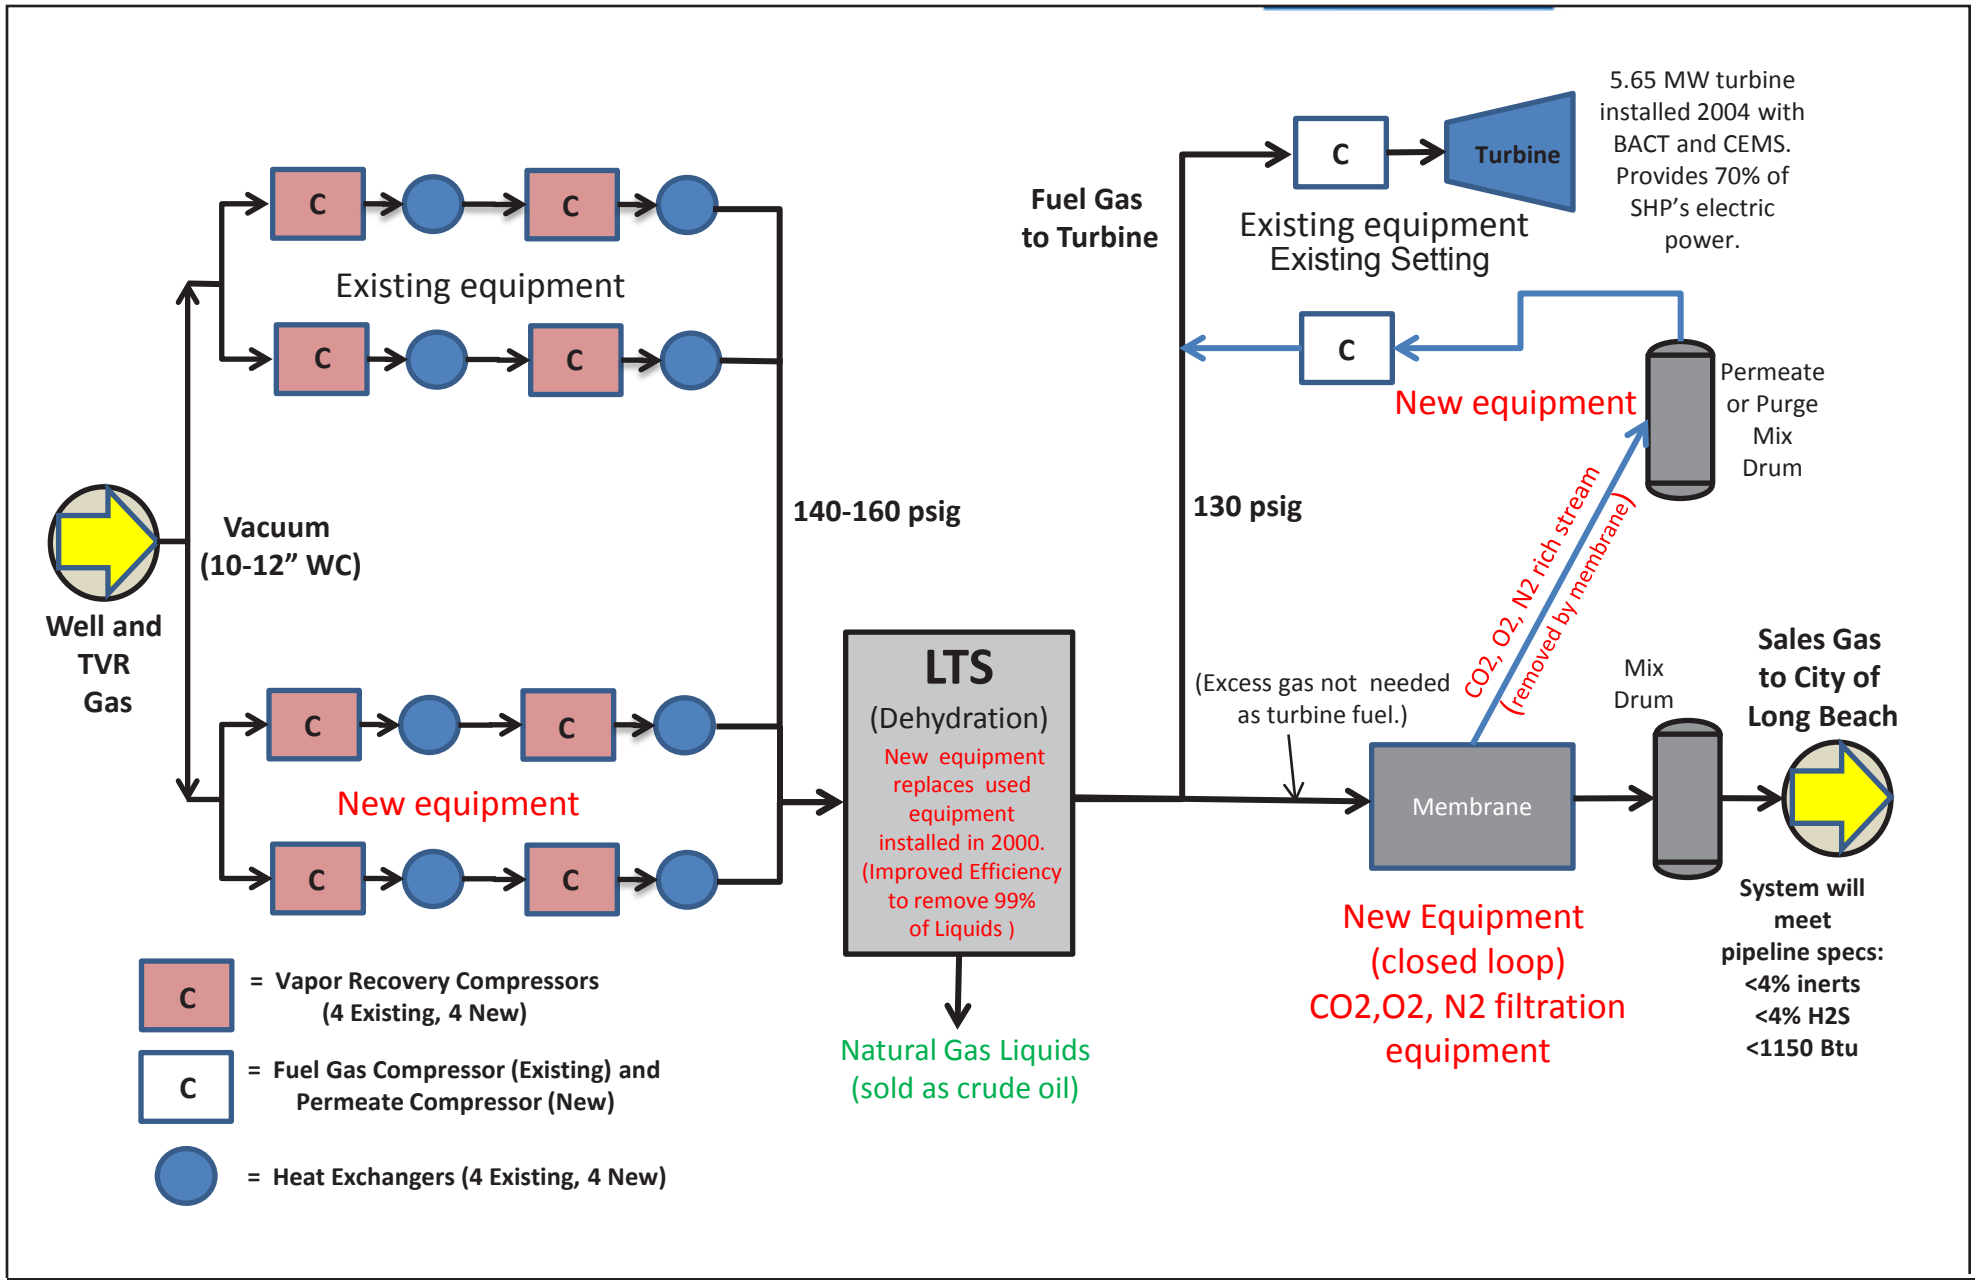 5.65 MW turbine
installed 2004 with
BACT and CEMS.
Provides 70% of
SHP's electric
power.
C
Turbine
Fuel Gas
to Turbine
Existing equipment
Existing Setting
C
C
Existing equipment
C
C
C
New equipment
Permeate
or Purge
Mix
Drum
Vacuum
(10-12” WC)
140-160 psig
130 psig
CO2, O2, N2 rich stream
(removed by membrane)
Well and
TVR
Gas
LTS
(Dehydration)
New equipment
replaces used
equipment
installed in 2000.
(Improved Efficiency
to remove 99%
of Liquids )
(Excess gas not needed
as turbine fuel.)
Mix
Drum
Sales Gas
to City of
Long Beach
C
C
New equipment
C
C
Membrane
New Equipment
(closed loop)
CO2,O2, N2 filtration
equipment
System will
meet
pipeline specs:
<4% inerts
<4% H2S
<1150 Btu
Natural Gas Liquids
(sold as crude oil)
C
= Vapor Recovery Compressors
(4 Existing, 4 New)
C
= Fuel Gas Compressor (Existing) and
Permeate Compressor (New)
= Heat Exchangers (4 Existing, 4 New)